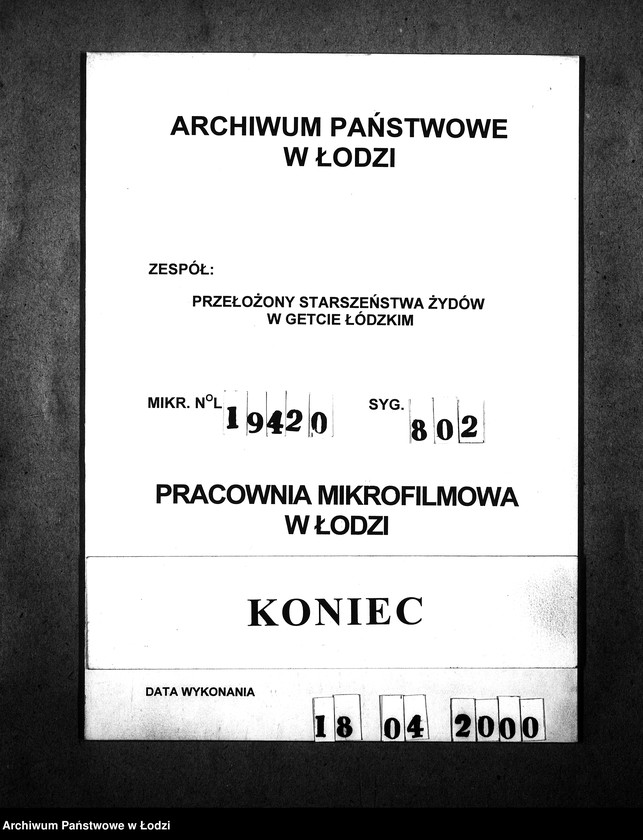 ARCHIWUM PAŃSTWOWE
W ŁODZI
ZESPÓŁ:
PRZEŁOŻONY STARSZEŃSTWA ŻYDÓW
W GETCIE ŁÓDZKIM
MIKR. NOL 19420 SYG. 802
PRACOWNIA MIKROFILMOWA
W ŁODZI
KONIEC
DATA WYKONANIA
18 04 2000
Archiwum Państwowe w Łodzi